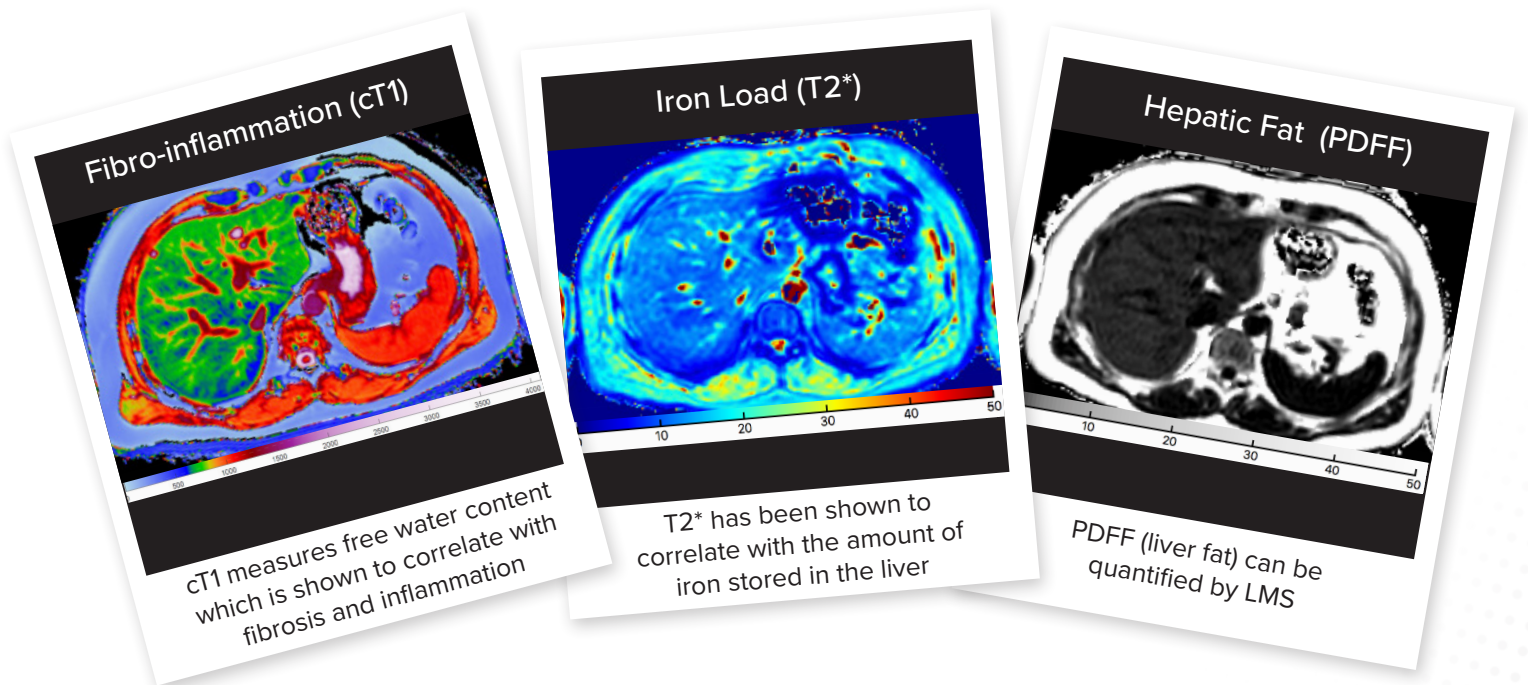 Fibro-inflammation (cT1)
500 1000 1500 2000 2500 3000 3500 4000
cT1 measures free water content
which is shown to correlate with
fibrosis and inflammation
Iron Load (T2*)
10 20 30 40 50
T2* has been shown to
correlate with the amount of
iron stored in the liver
Hepatic Fat (PDFF)
10 20 30 40 50
PDFF (liver fat) can be
quantified by LMS